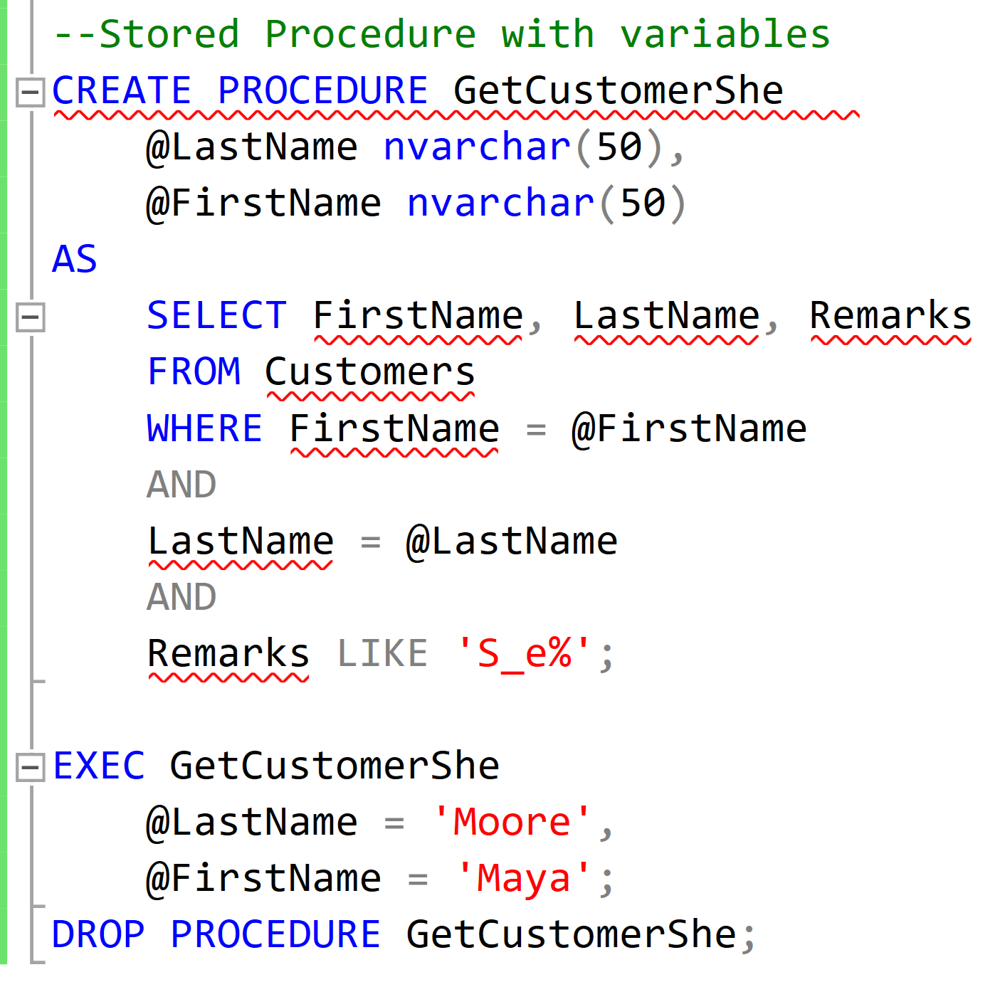 --Stored Procedure with variables
CREATE PROCEDURE GetCustomerShe
    @LastName nvarchar(50),
    @FirstName nvarchar(50)
AS
    SELECT FirstName, LastName, Remarks
    FROM Customers
    WHERE FirstName = @FirstName
    AND
    LastName = @LastName
    AND
    Remarks LIKE 'S_e%';
EXEC GetCustomerShe
    @LastName = 'Moore',
    @FirstName = 'Maya';
DROP PROCEDURE GetCustomerShe;